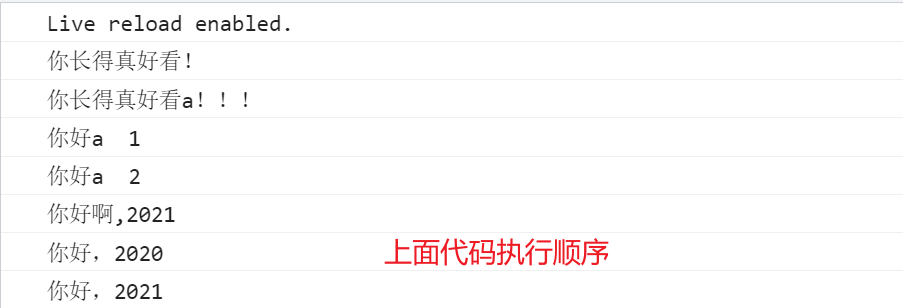 Live reload enabled.
你长得真好看！
你长得真好看a！！！
你好a  1
你好a  2
你好啊,2021
你好，2020
上面代码执行顺序
你好，2021